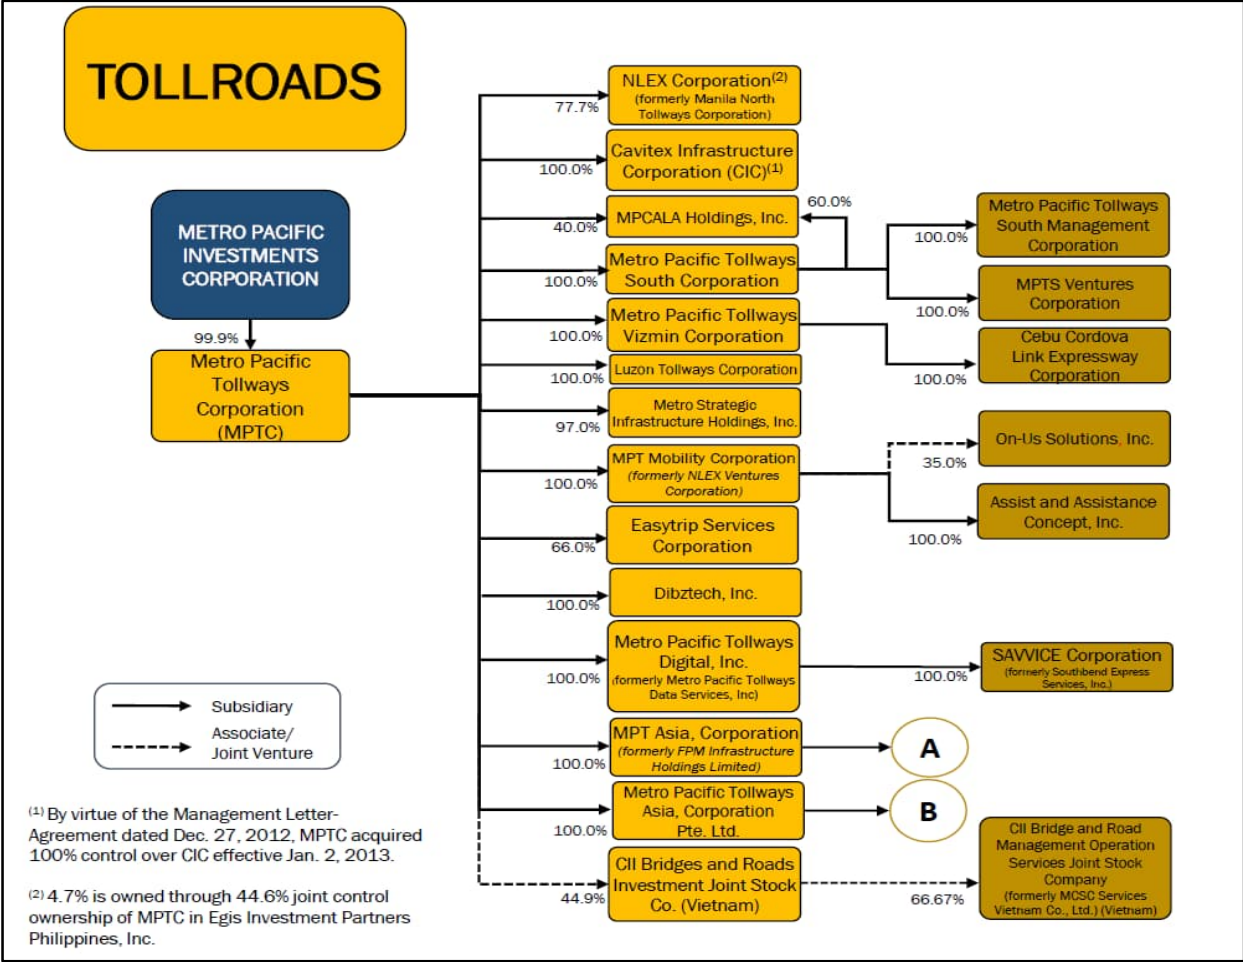 TOLLROADS
METRO PACIFIC
INVESTMENTS
CORPORATION
99.9%
Metro Pacific
Tollways
Corporation
(MPTC)
77.7%
NLEX Corporation(2)
(formerly Manila North
Tollways Corporation)
100.0%
Cavitex Infrastructure
Corporation (CIC)(1)
40.0%
MPCALA Holdings, Inc.
60.0%
100.0%
Metro Pacific Tollways
South Corporation
100.0%
Metro Pacific Tollways
South Management
Corporation
100.0%
MPTS Ventures
Corporation
100.0%
Metro Pacific Tollways
Vizmin Corporation
100.0%
Cebu Cordova
Link Expressway
Corporation
100.0%
Luzon Tollways Corporation
97.0%
Metro Strategic
Infrastructure Holdings, Inc.
100.0%
MPT Mobility Corporation
(formerly NLEX Ventures
Corporation)
35.0%
On-Us Solutions, Inc.
100.0%
Assist and Assistance
Concept, Inc.
66.0%
Easytrip Services
Corporation
100.0%
Dibztech, Inc.
100.0%
Metro Pacific Tollways
Digital, Inc.
(formerly Metro Pacific Tollways
Data Services, Inc)
100.0%
SAVVICE Corporation
(formerly Southbend Express
Services, Inc.)
100.0%
MPT Asia, Corporation
(formerly FPM Infrastructure
Holdings Limited)
A
100.0%
Metro Pacific Tollways
Asia, Corporation
Pte. Ltd.
B
44.9%
CII Bridges and Roads
Investment Joint Stock
Co. (Vietnam)
66.67%
CII Bridge and Road
Management Operation
Services Joint Stock
Company
(formerly MCSC Services
Vietnam Co., Ltd.) (Vietnam)
Subsidiary
Associate/
Joint Venture
(1) By virtue of the Management Letter-
Agreement dated Dec. 27, 2012, MPTC acquired
100% control over CIC effective Jan. 2, 2013.
(2) 4.7% is owned through 44.6% joint control
ownership of MPTC in Egis Investment Partners
Philippines, Inc.